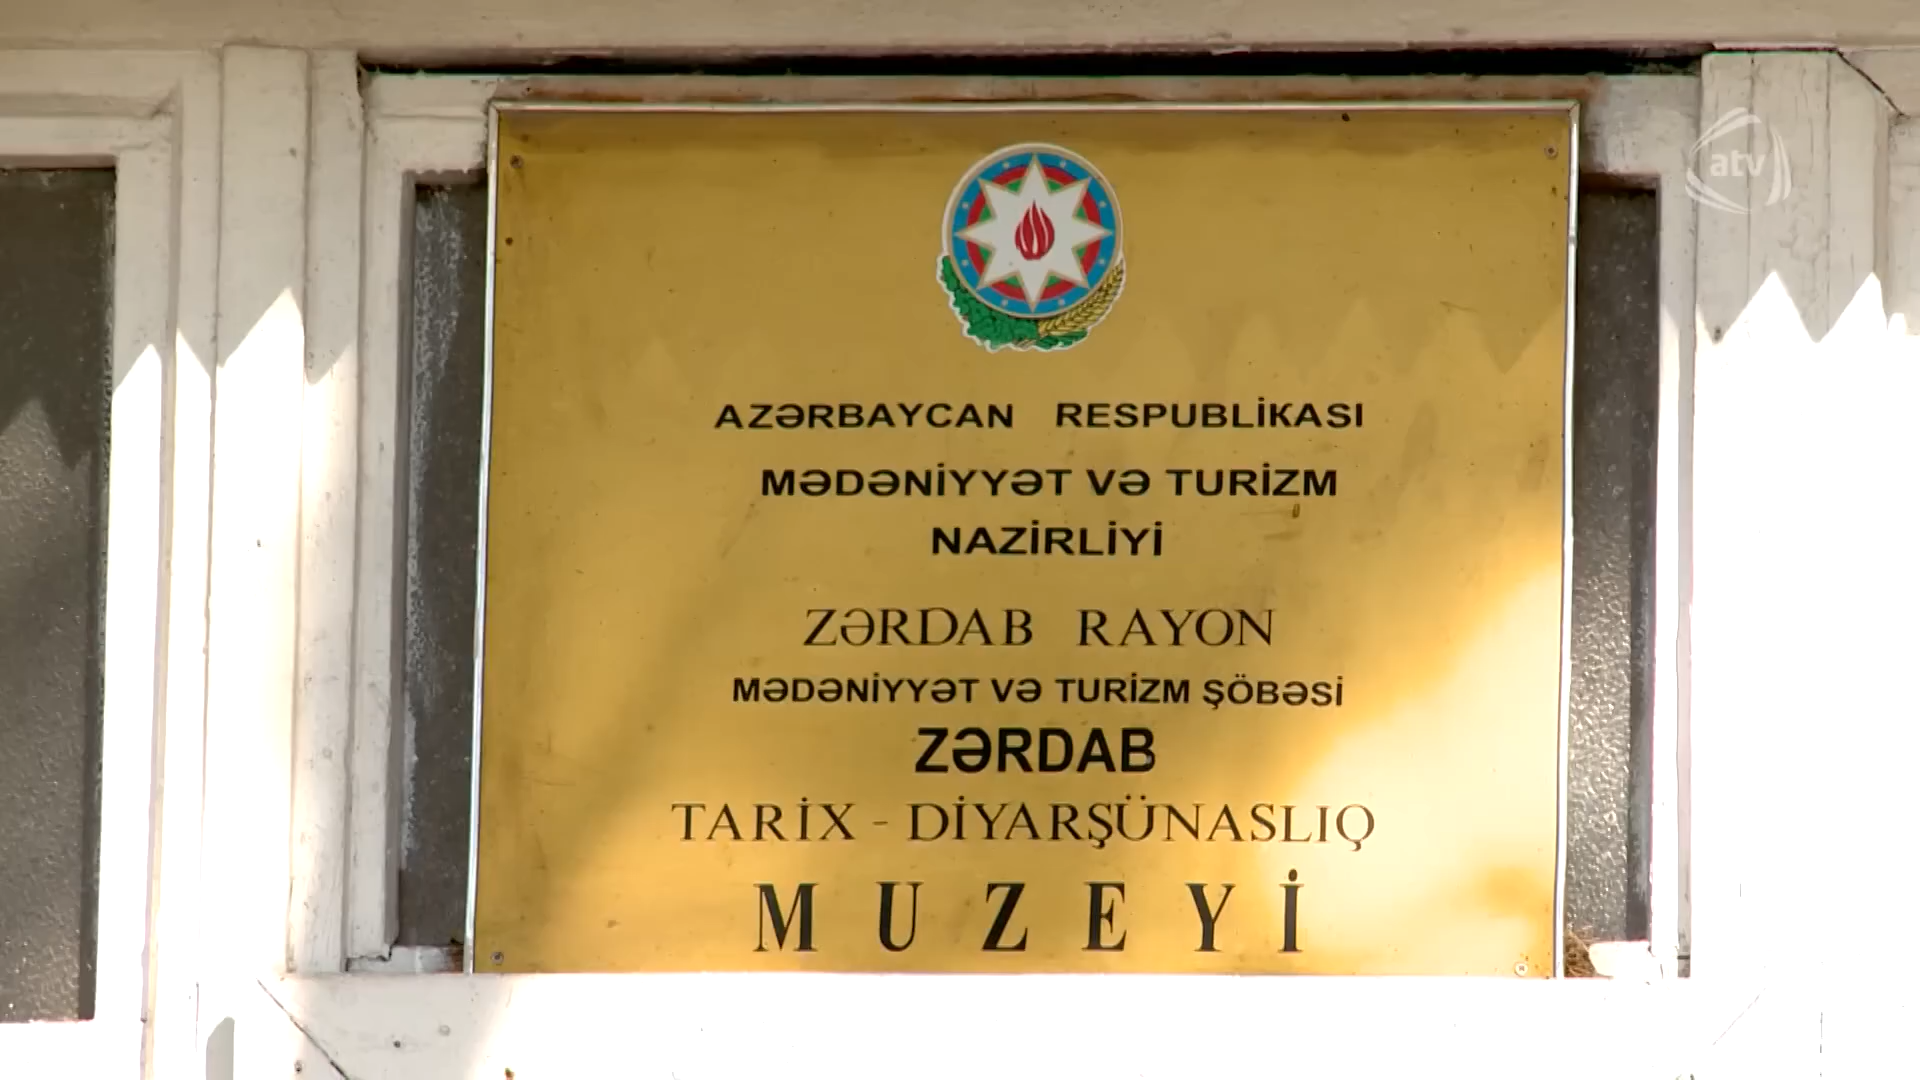 atv
AZƏRBAYCAN RESPUBLİKASI
MƏDƏNİYYƏT VƏ TURİZM
NAZİRLİYİ
ZƏRDAB RAYON
MƏDƏNİYYƏT VƏ TURİZM ŞÖBƏSİ
ZƏRDAB
TARİX - DİYARŞÜNASLIQ
MUZEYİ